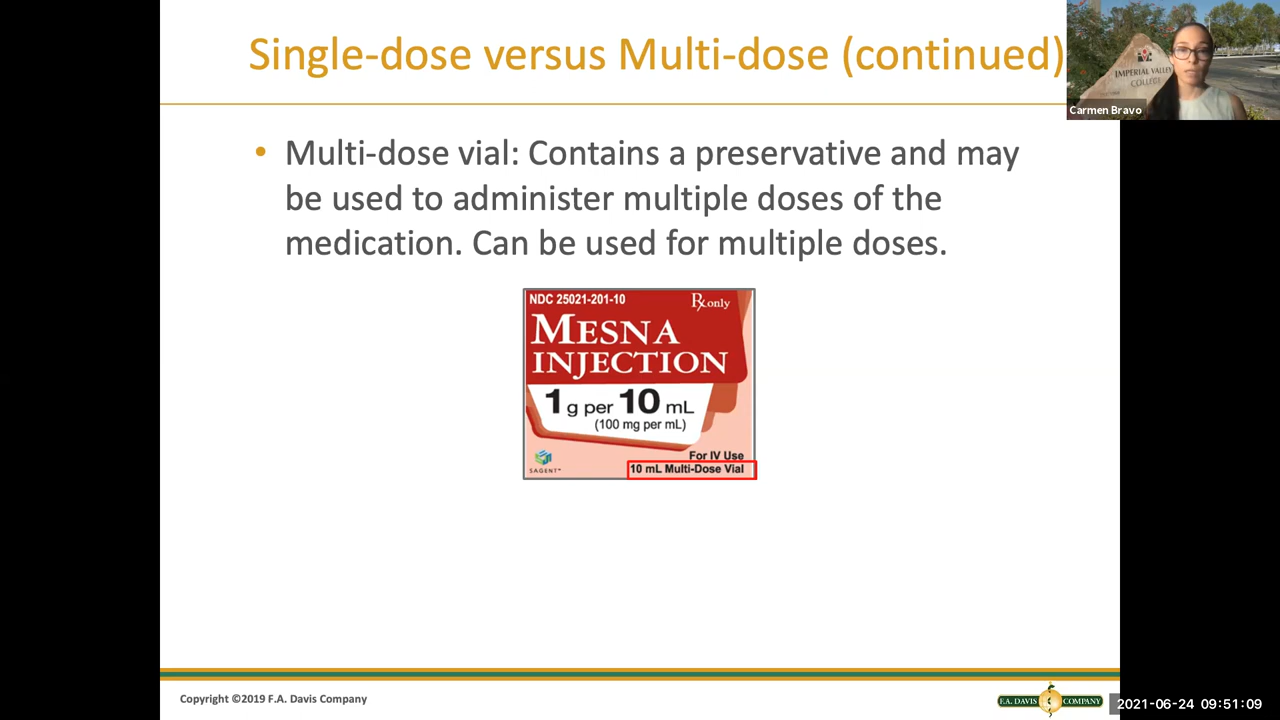 Single-dose versus Multi-dose (continued)
IMPERIAL VALLEY
COLLEGE
Carmen Bravo
• Multi-dose vial: Contains a preservative and may
be used to administer multiple doses of the
medication. Can be used for multiple doses.
NDC 25021-201-10
Rx only
MESNA
INJECTION
1 g per 10 mL
(100 mg per mL)
For IV Use
SAGENT™
10 mL Multi-Dose Vial
Copyright ©2019 F.A. Davis Company
F.A. DAVIS COMPANY
2021-06-24 09:51:09